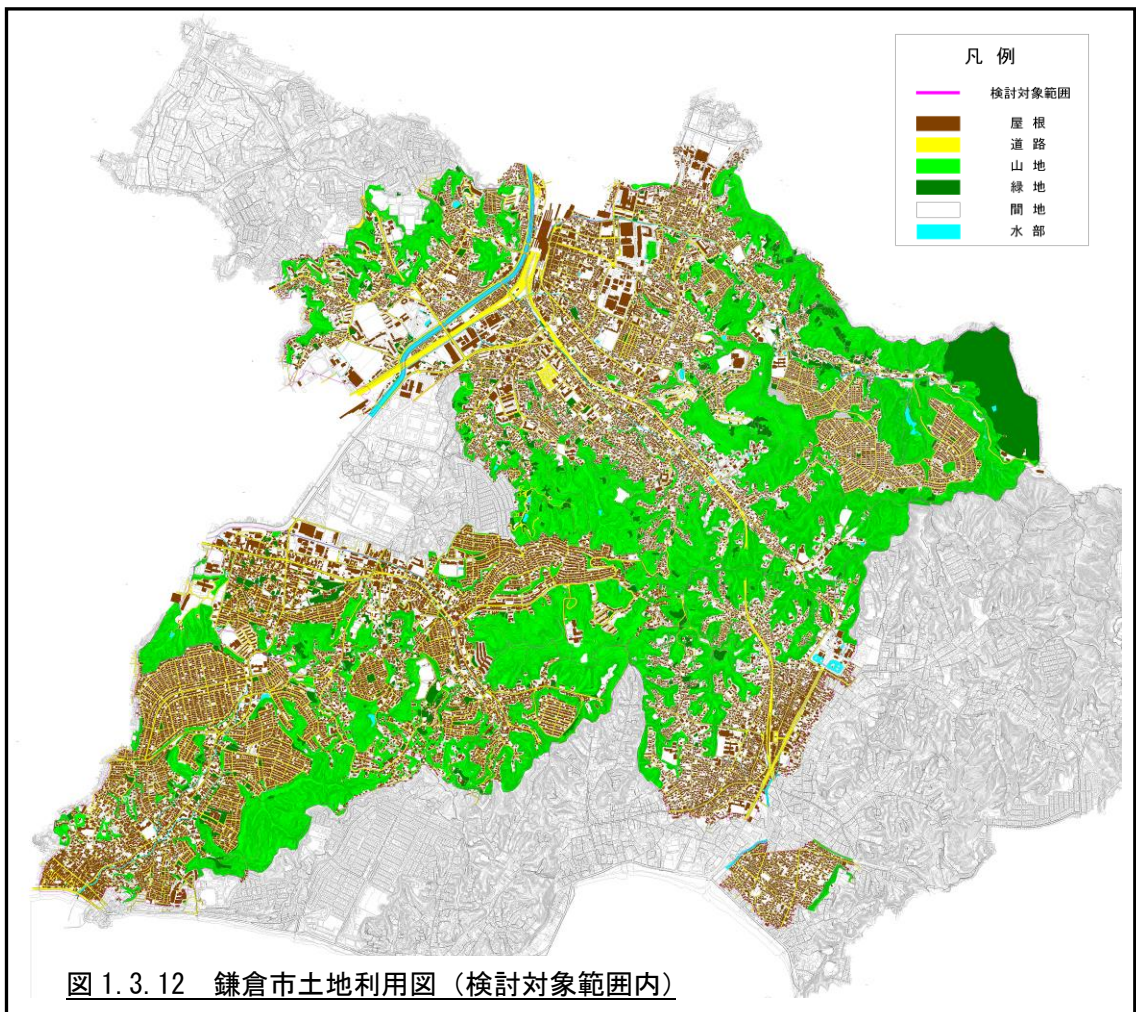 凡 例
検討対象範囲
屋 根
道 路
山 地
緑 地
間 地
水 部
図 1.3.12 鎌倉市土地利用図（検討対象範囲内）